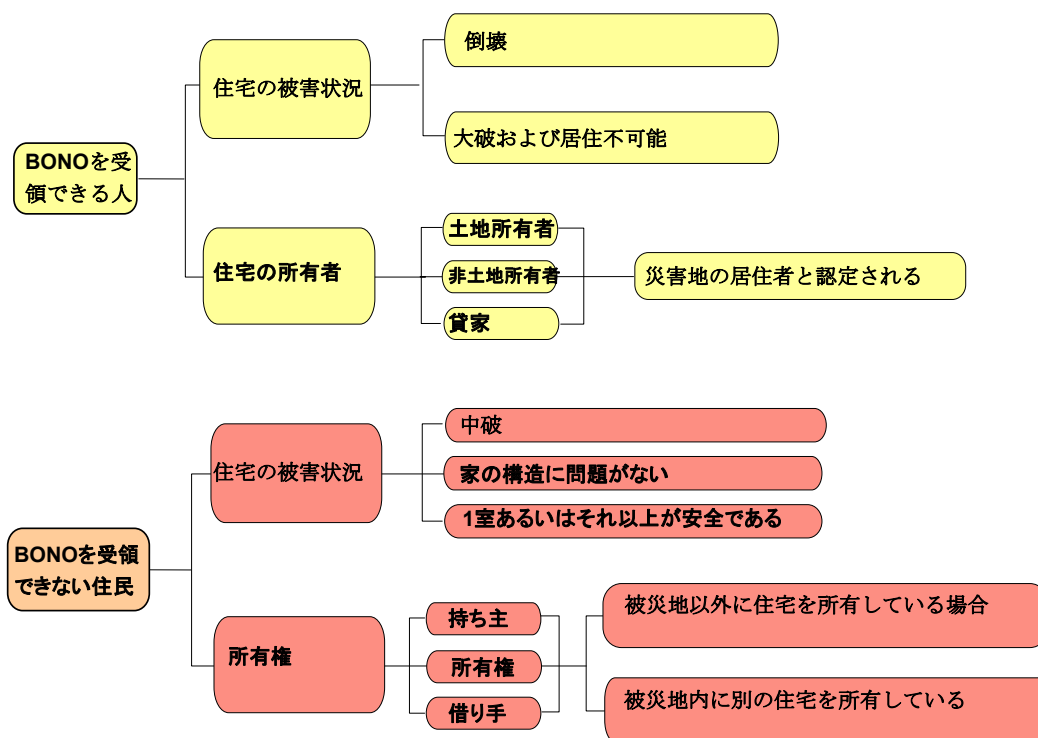 倒壊
住宅の被害状況
大破および居住不可能
BONOを受
領できる人
土地所有者
住宅の所有者
非土地所有者
災害地の居住者と認定される
貸家
中破
住宅の被害状況
家の構造に問題がない
1室あるいはそれ以上が安全である
BONOを受領
できない住民
被災地以外に住宅を所有している場合
持ち主
所有権
所有権
被災地内に別の住宅を所有している
借り手